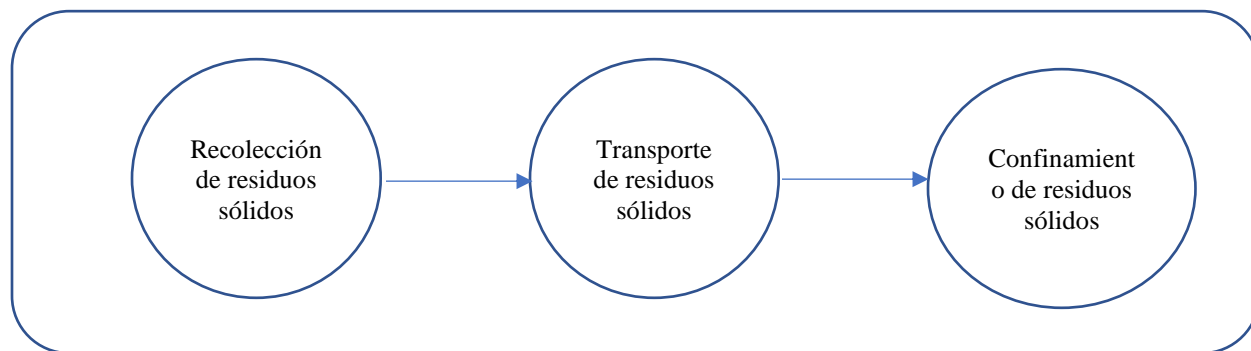 Recolección
de residuos
sólidos
Transporte
de residuos
sólidos
Confinamient
o de residuos
sólidos